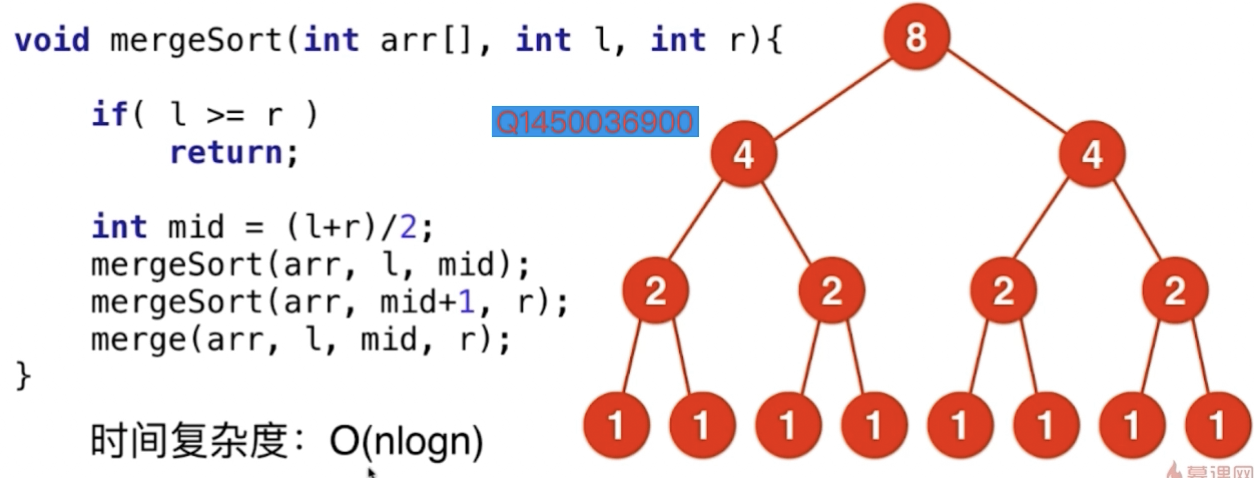 void mergeSort(int arr[], int l, int r){
if( l >= r )
return;
int mid = (l+r)/2;
mergeSort(arr, l, mid);
mergeSort(arr, mid+1, r);
merge(arr, l, mid, r);
}
时间复杂度：O(nlogn)
Q1450036900
8
4 4
2 2 2 2
1 1 1 1 1 1 1 1
慕课网